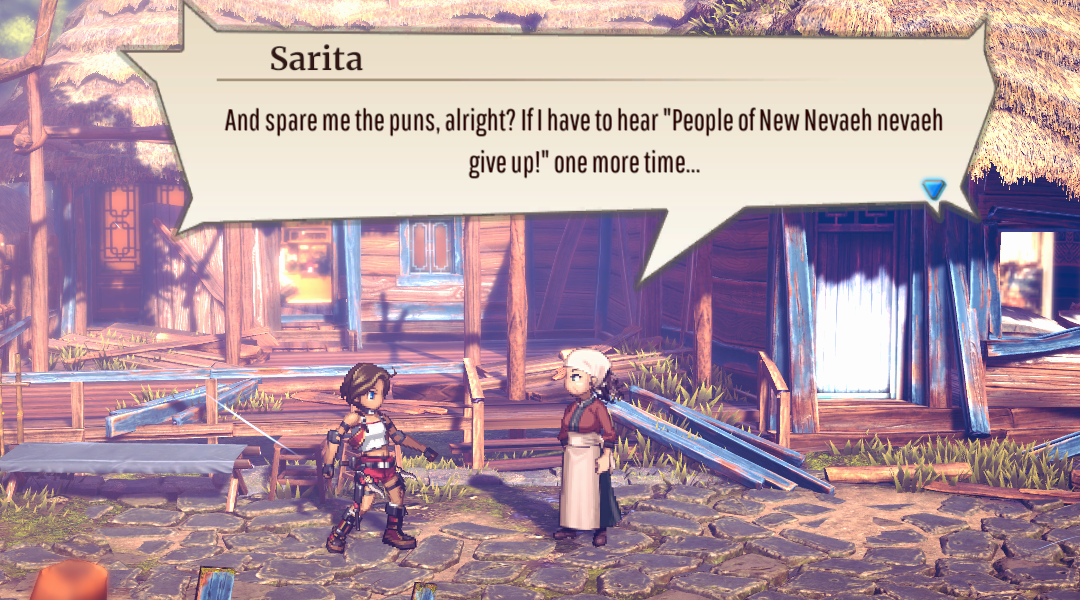 Sarita
And spare me the puns, alright? If I have to hear "People of New Nevaeh nevaeh
give up!" one more time...